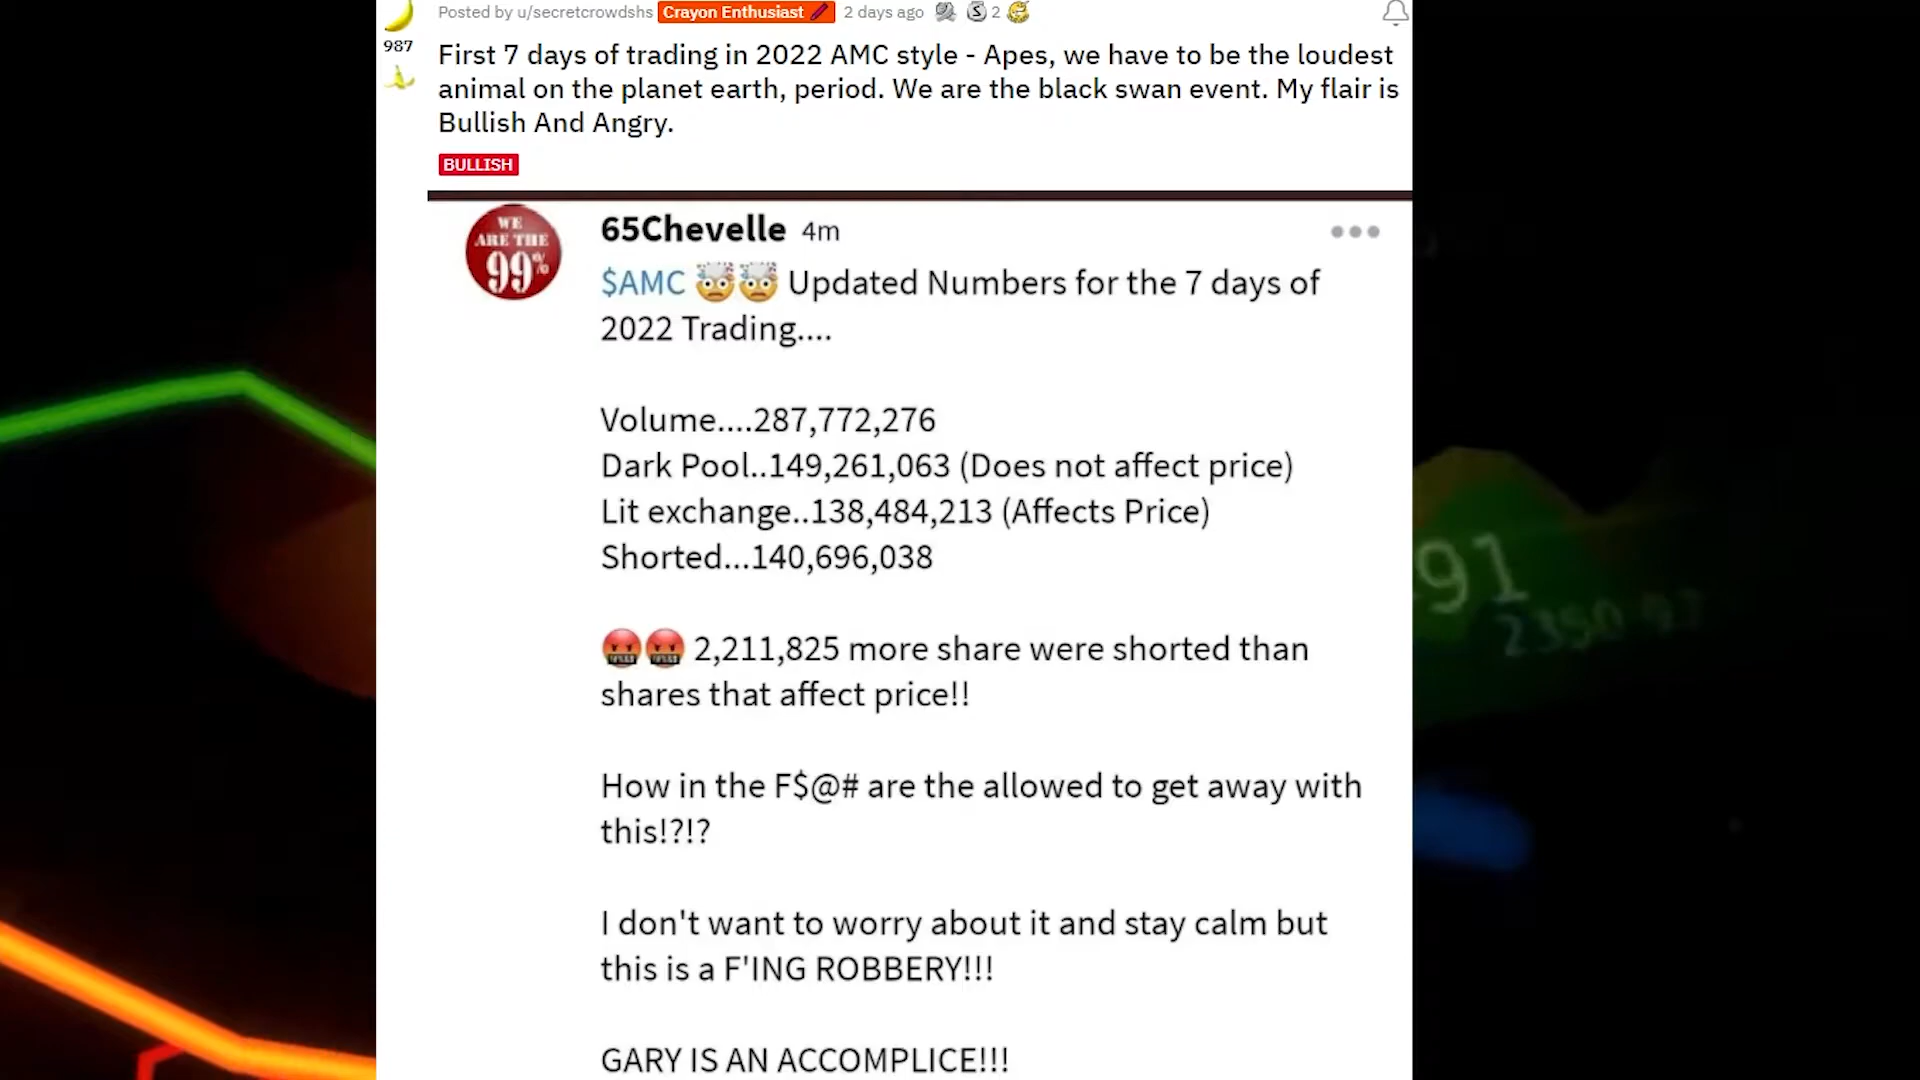 Posted by u/secretcrowdshs Crayon Enthusiast 2 days ago 2
987
First 7 days of trading in 2022 AMC style - Apes, we have to be the loudest
animal on the planet earth, period. We are the black swan event. My flair is
Bullish And Angry.
BULLISH
WE
ARE THE
99%
65Chevelle 4m
$AMC 🤯🤯 Updated Numbers for the 7 days of
2022 Trading....
Volume....287,772,276
Dark Pool..149,261,063 (Does not affect price)
Lit exchange..138,484,213 (Affects Price)
Shorted...140,696,038
🤬🤬 2,211,825 more share were shorted than
shares that affect price!!
How in the F$@# are the allowed to get away with
this!?!?
I don't want to worry about it and stay calm but
this is a F'ING ROBBERY!!!
GARY IS AN ACCOMPLICE!!!
91